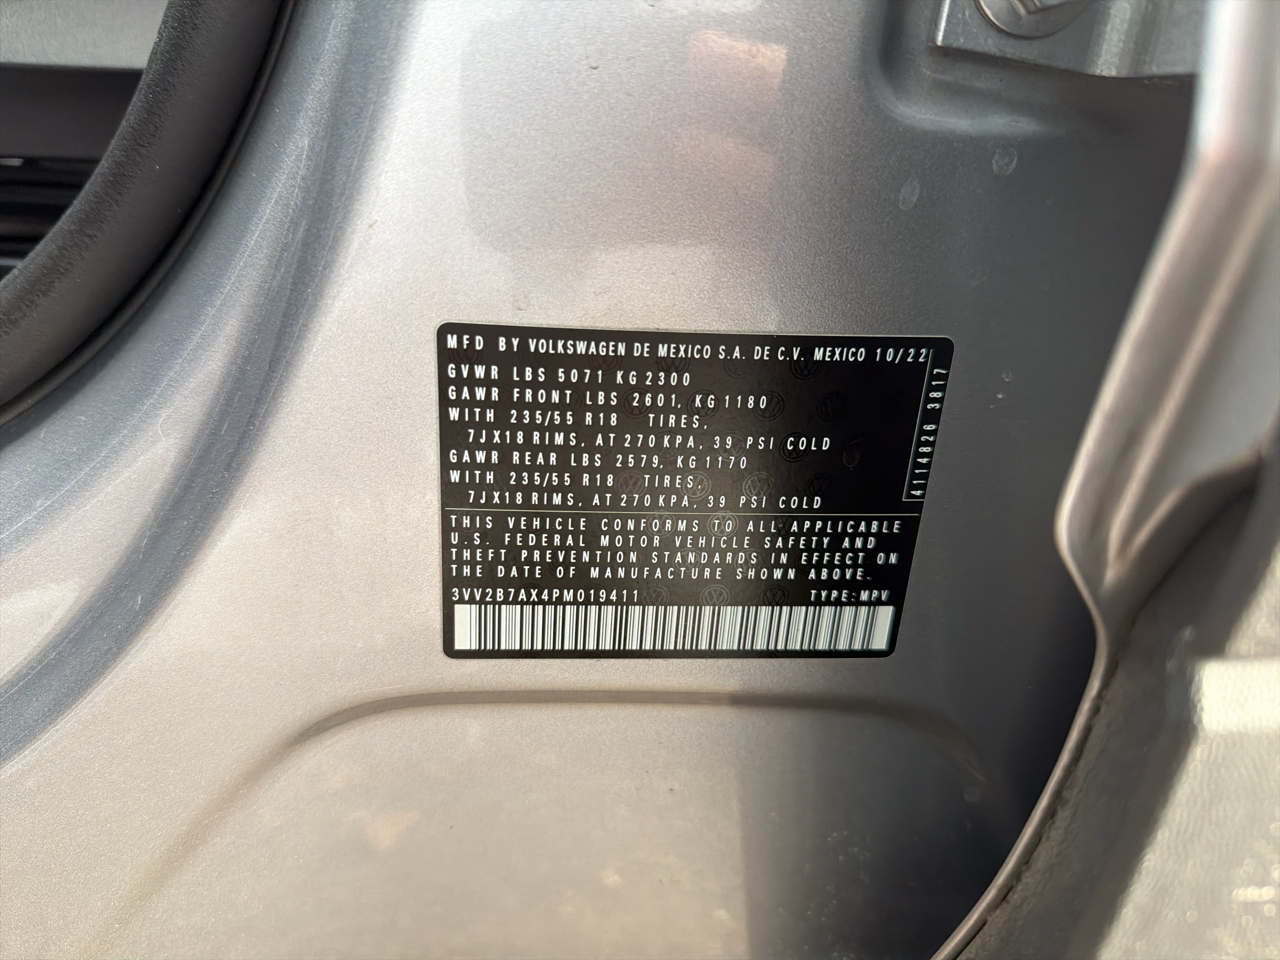 MFD BY VOLKSWAGEN DE MEXICO S.A. DE C.V. MEXICO 10/22
GVWR LBS 5071 KG 2300
GAWR FRONT LBS 2601, KG 1180
WITH 235/55 R18 TIRES,
7JX18 RIMS, AT 270 KPA, 39 PSI COLD
GAWR REAR LBS 2579, KG 1170
WITH 235/55 R18 TIRES,
7JX18 RIMS, AT 270 KPA, 39 PSI COLD
4114826 3817
THIS VEHICLE CONFORMS TO ALL APPLICABLE
U.S. FEDERAL MOTOR VEHICLE SAFETY AND
THEFT PREVENTION STANDARDS IN EFFECT ON
THE DATE OF MANUFACTURE SHOWN ABOVE.
3VV2B7AX4PM019411 TYPE: MPV